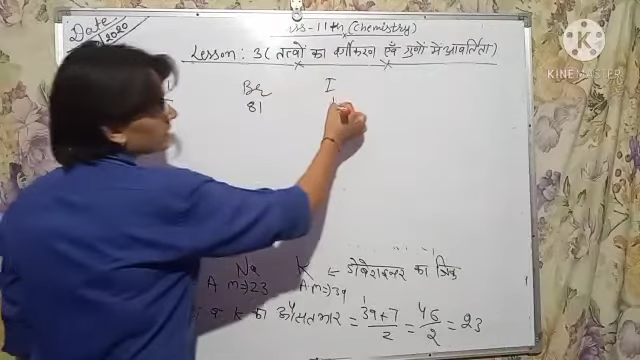 Date
2020
ss - 11th (Chemistry)
Lesson : 3 ( तत्वों का वर्गीकरण एवँ गुणों में आवर्तिता )
Br I
81
Na K ← डोबेराइनर का त्रिक
A m ⇒ 23 A m ⇒ 39
व K का औसत भार = 39 + 7 / 2 = 46 / 2 = 23
KINEMASTER